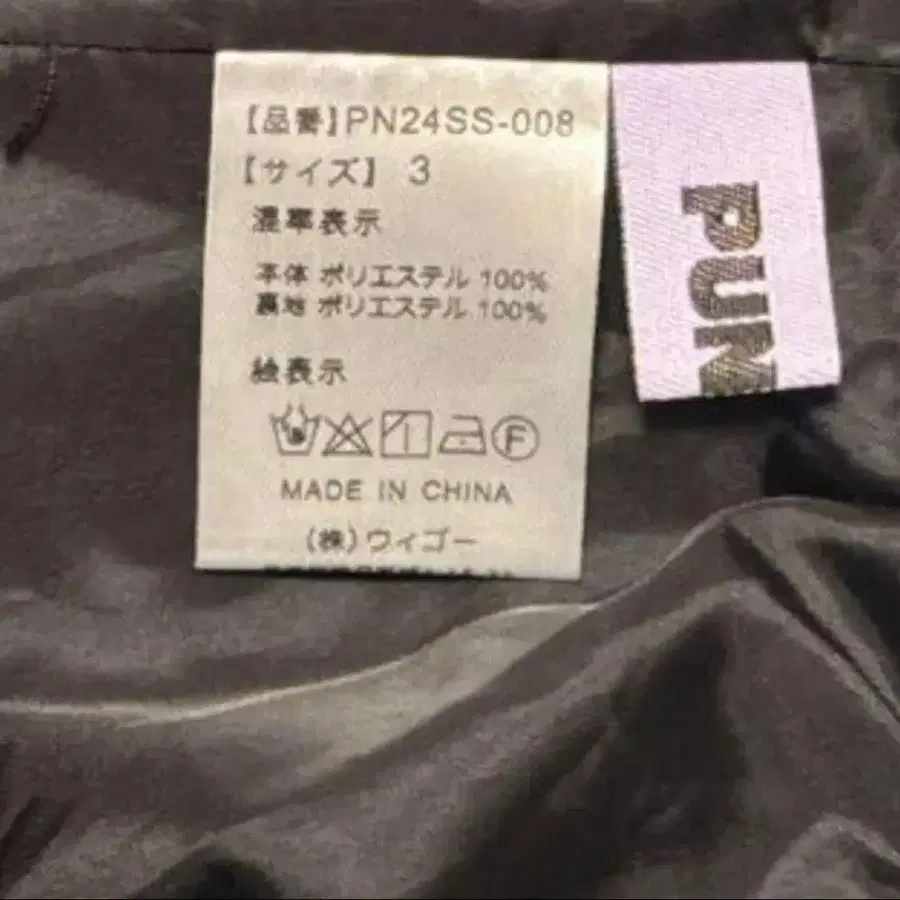 【品番】PN24SS-008
【サイズ】 3
混率表示
本体 ポリエステル 100%
裏地 ポリエステル 100%
絵表示
F
MADE IN CHINA
(株)ウィゴー
PUN